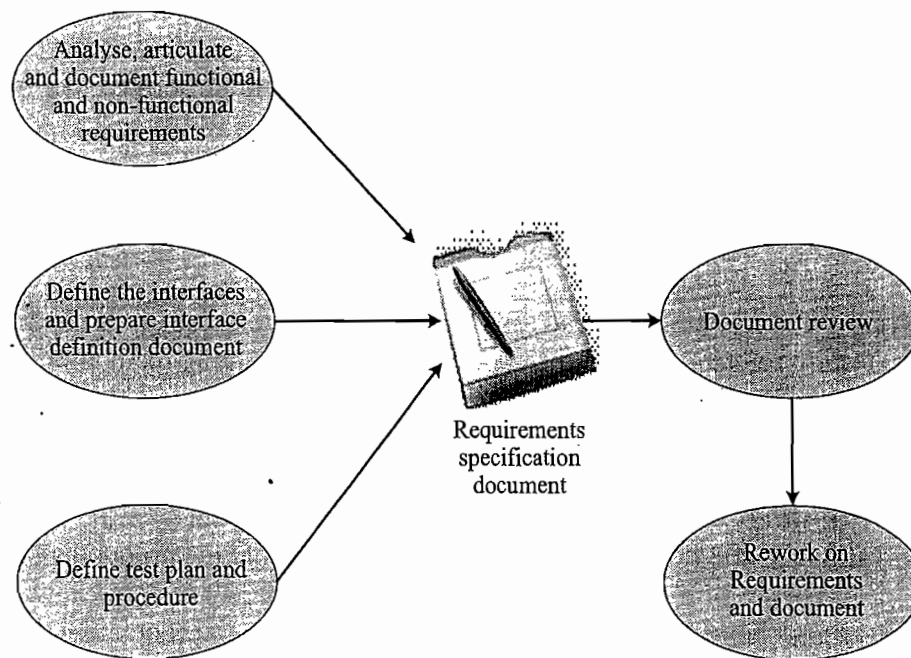 Analyse, articulate
and document functional
and non-functional
requirements
Define the interfaces
and prepare interface
definition document
Document review
Requirements
specification
document
Define test plan and
procedure
Rework on
Requirements
and document